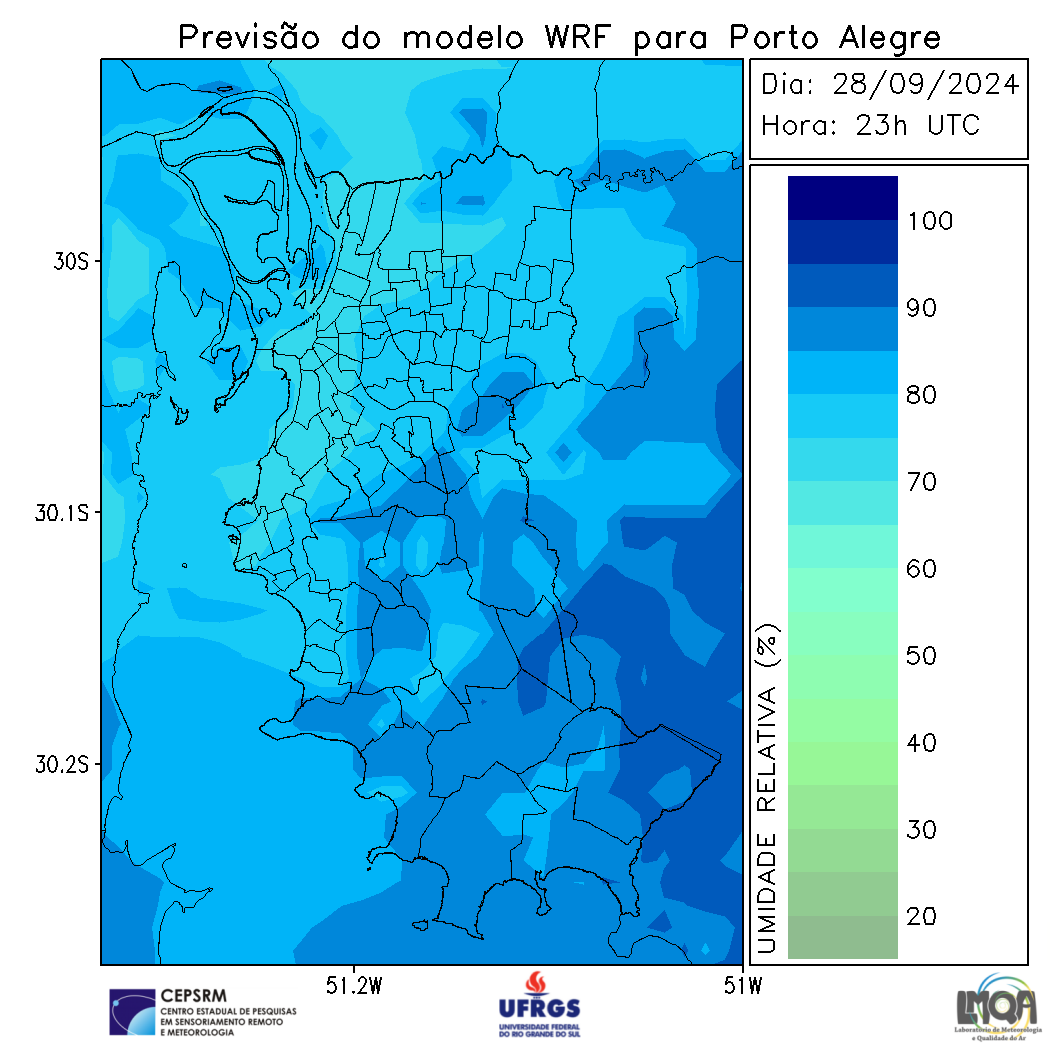 Previsão do modelo WRF para Porto Alegre
Dia: 28/09/2024
Hora: 23h UTC
30S
30.1S
30.2S
51.2W
51W
UMIDADE RELATIVA (%)
100
90
80
70
60
50
40
30
20
CEPSRM
CENTRO ESTADUAL DE PESQUISAS
EM SENSORIAMENTO REMOTO
E METEOROLOGIA
UFRGS
UNIVERSIDADE FEDERAL
DO RIO GRANDE DO SUL
LMQA
Laboratório de Meteorologia
e Qualidade do Ar